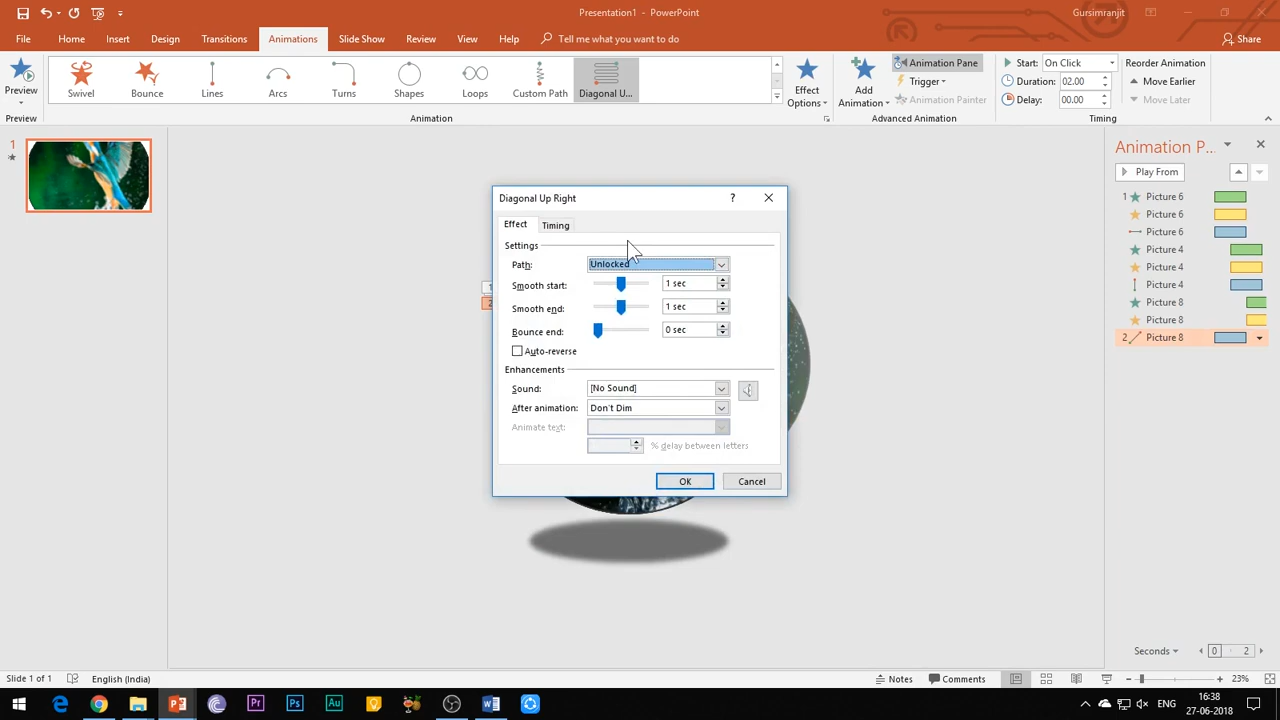 Presentation1 - PowerPoint
Gursimranjit
File Home Insert Design Transitions Animations Slide Show Review View Help Tell me what you want to do Share
Preview
Swivel Bounce Lines Arcs Turns Shapes Loops Custom Path Diagonal U...
Effect Options
Add Animation
Animation Pane
Trigger
Animation Painter
Start: On Click
Duration: 02.00
Delay: 00.00
Reorder Animation
Move Earlier
Move Later
Preview Animation Advanced Animation Timing
1
Diagonal Up Right ?
Effect Timing
Settings
Path: Unlocked
Smooth start: 1 sec
Smooth end: 1 sec
Bounce end: 0 sec
Auto-reverse
Enhancements
Sound: [No Sound]
After animation: Don't Dim
Animate text:
% delay between letters
OK Cancel
1
2
Animation P...
Play From
1 Picture 6
Picture 6
Picture 6
Picture 4
Picture 4
Picture 4
Picture 8
Picture 8
2 Picture 8
Seconds 0 2
Slide 1 of 1 English (India) Notes Comments 23%
Pr Ps Au
ENG
16:38
27-06-2018